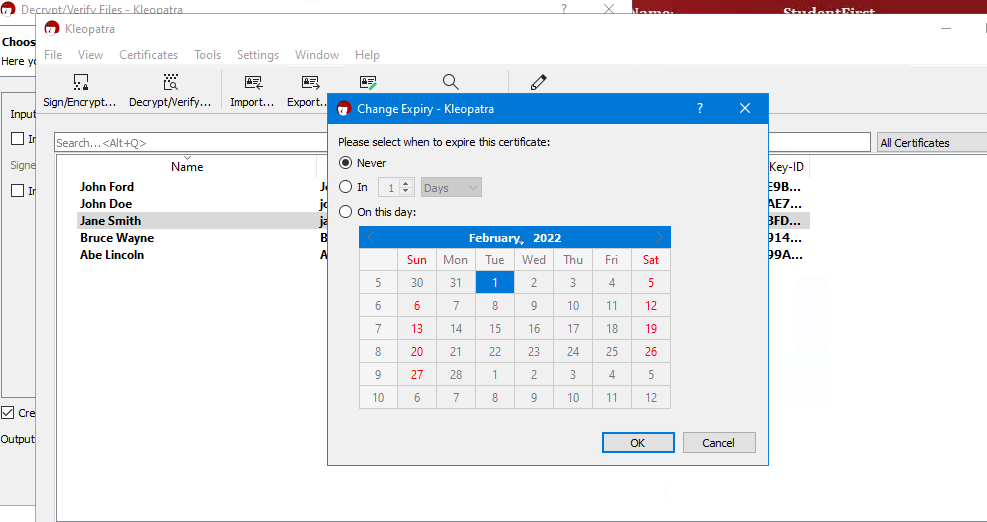 Decrypt/Verify Files - Kleopatra
Name: StudentFirst
Kleopatra
Choos
Here yo
File View Certificates Tools Settings Window Help
Sign/Encrypt... Decrypt/Verify... Import... Export...
Input
In
Signe
In
Cre
Output
Search...<Alt+Q>
All Certificates
Name
Key-ID
John Ford J E9B...
John Doe jo AE7...
Jane Smith ja BFD...
Bruce Wayne B 914...
Abe Lincoln A 99A...
Change Expiry - Kleopatra
Please select when to expire this certificate:
Never
In 1 Days
On this day:
February, 2022
Sun Mon Tue Wed Thu Fri Sat
5 30 31 1 2 3 4 5
6 6 7 8 9 10 11 12
7 13 14 15 16 17 18 19
8 20 21 22 23 24 25 26
9 27 28 1 2 3 4 5
10 6 7 8 9 10 11 12
OK Cancel